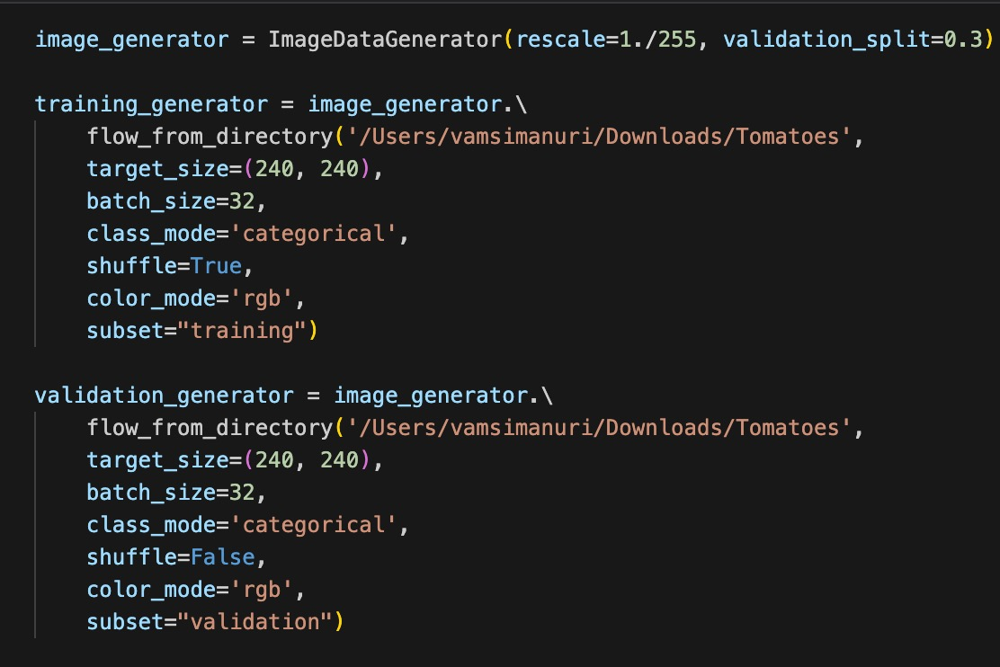 image_generator = ImageDataGenerator(rescale=1./255, validation_split=0.3)
training_generator = image_generator.\
flow_from_directory('/Users/vamsimanuri/Downloads/Tomatoes',
target_size=(240, 240),
batch_size=32,
class_mode='categorical',
shuffle=True,
color_mode='rgb',
subset="training")
validation_generator = image_generator.\
flow_from_directory('/Users/vamsimanuri/Downloads/Tomatoes',
target_size=(240, 240),
batch_size=32,
class_mode='categorical',
shuffle=False,
color_mode='rgb',
subset="validation")